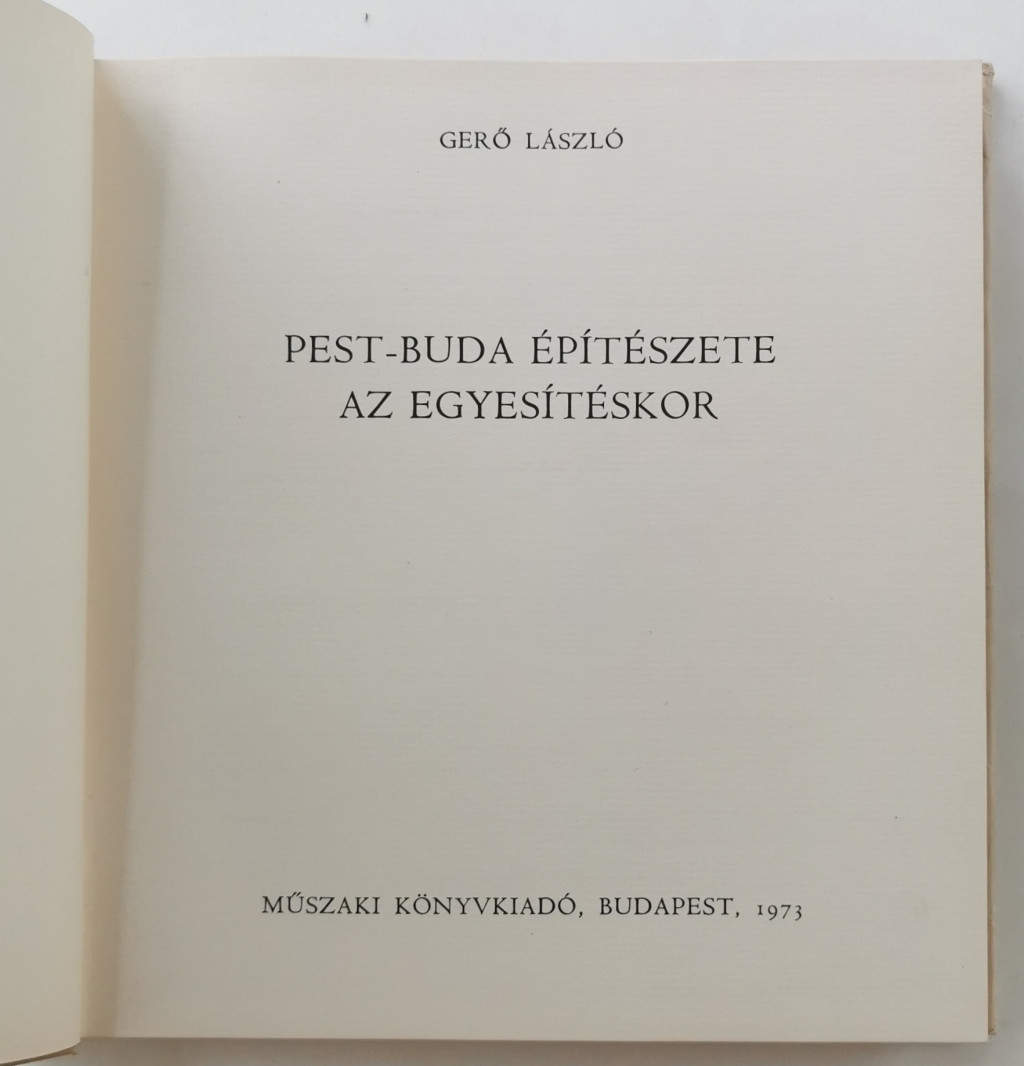 GERŐ LÁSZLÓ
PEST-BUDA ÉPÍTÉSZETE
AZ EGYESÍTÉSKOR
MŰSZAKI KÖNYVKIADÓ, BUDAPEST, 1973